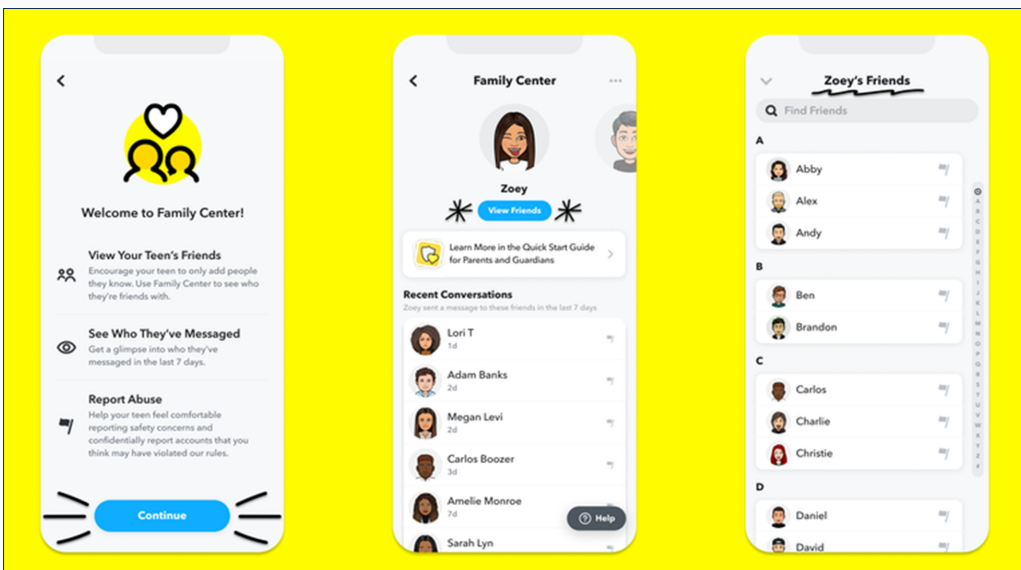 Welcome to Family Center!
View Your Teen's Friends
Encourage your teen to only add people
they know. Use Family Center to see who
they're friends with.
See Who They've Messaged
Get a glimpse into who they've
messaged in the last 7 days.
Report Abuse
Help your teen feel comfortable
reporting safety concerns and
confidentially report accounts that you
think may have violated our rules.
Continue
Family Center
Zoey
View Friends
Learn More in the Quick Start Guide
for Parents and Guardians
Recent Conversations
Zoey sent a message to these friends in the last 7 days
Lori T
1d
Adam Banks
2d
Megan Levi
2d
Carlos Boozer
3d
Amelie Monroe
7d
Sarah Lyn
Help
Zoey's Friends
Find Friends
A
Abby
Alex
Andy
B
Ben
Brandon
C
Carlos
Charlie
Christie
D
Daniel
David